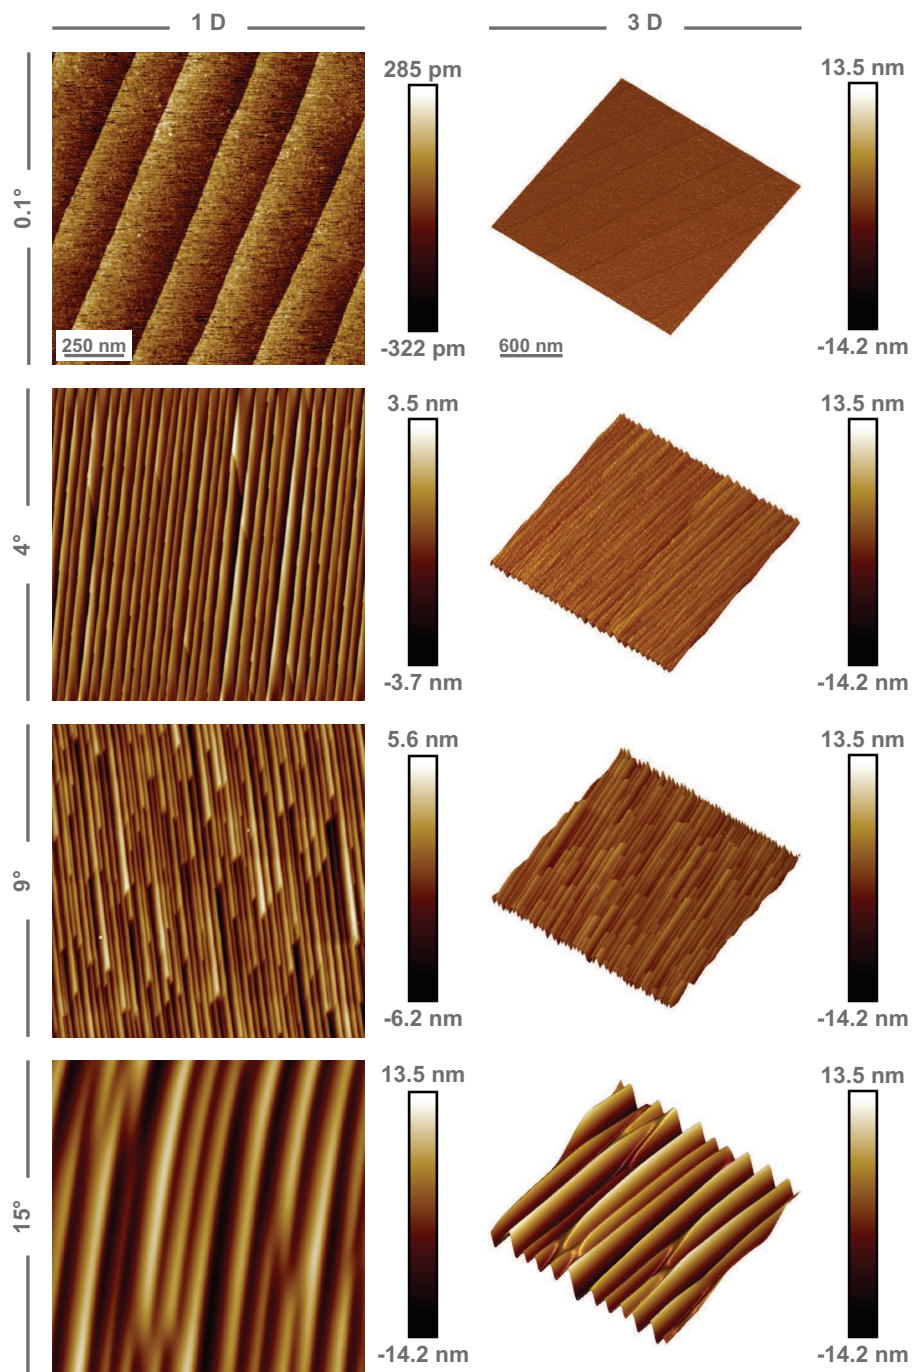 1 D
3 D
0.1°
285 pm
-322 pm
250 nm
13.5 nm
-14.2 nm
600 nm
4°
3.5 nm
-3.7 nm
13.5 nm
-14.2 nm
9°
5.6 nm
-6.2 nm
13.5 nm
-14.2 nm
15°
13.5 nm
-14.2 nm
13.5 nm
-14.2 nm